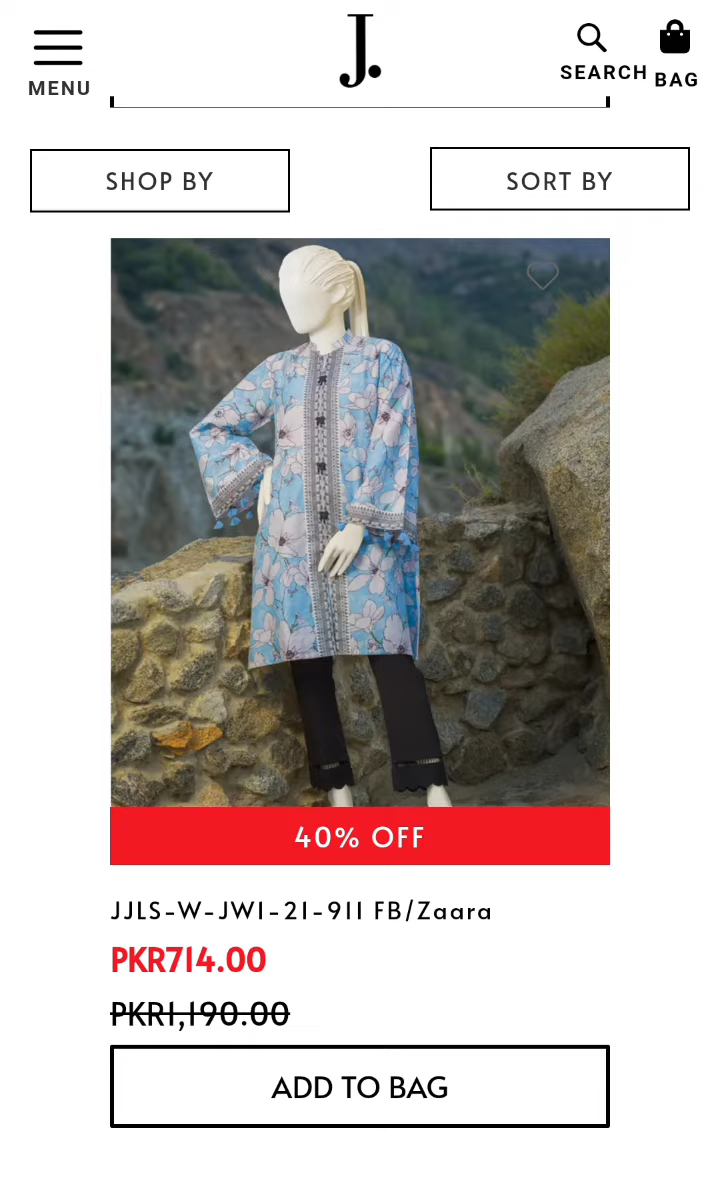 J.
MENU
SEARCH
BAG
SHOP BY
SORT BY
40% OFF
JJLS-W-JW1-21-911 FB/Zaara
PKR714.00
PKR1,190.00
ADD TO BAG